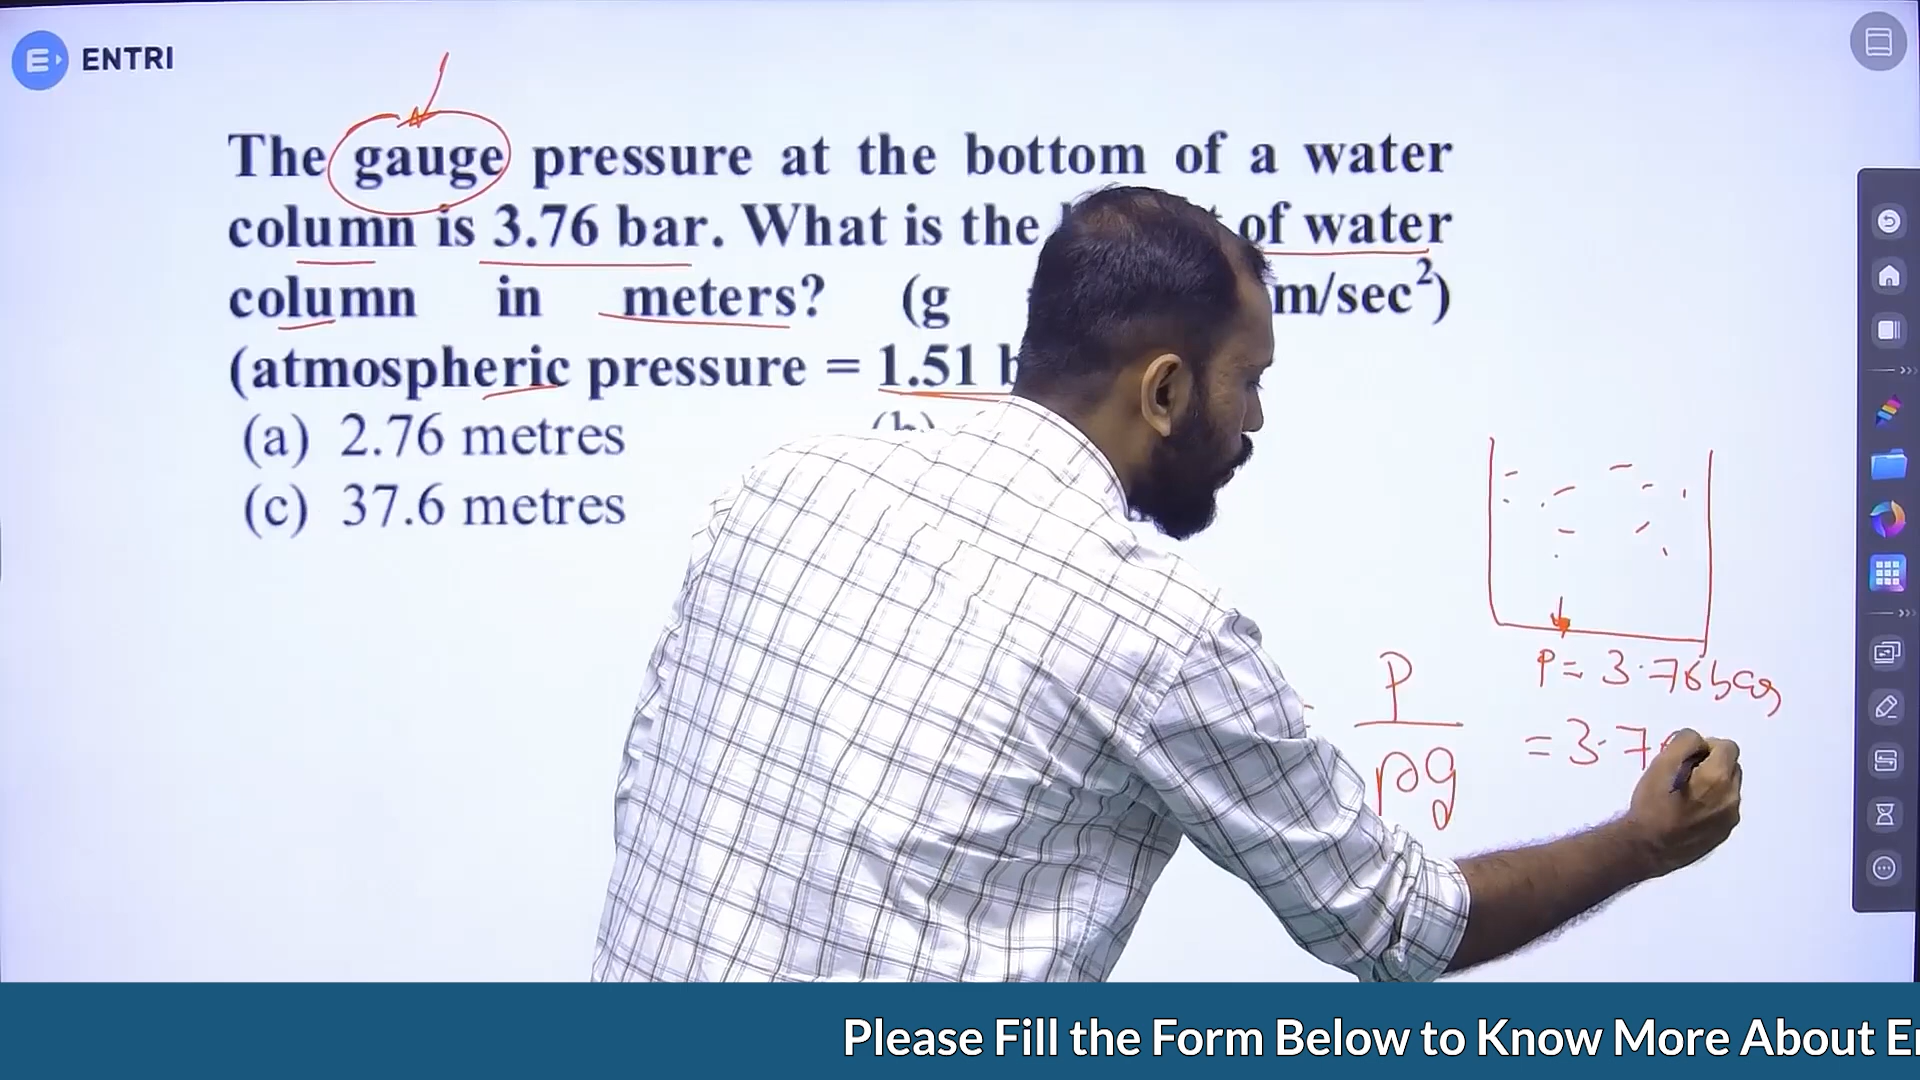 ENTRI
The gauge pressure at the bottom of a water
column is 3.76 bar. What is the of water
column in meters? (g m/sec²)
(atmospheric pressure = 1.51 b
(a) 2.76 metres (b)
(c) 37.6 metres
P = 3.76 bar
P
ρg
= 3.7
Please Fill the Form Below to Know More About E